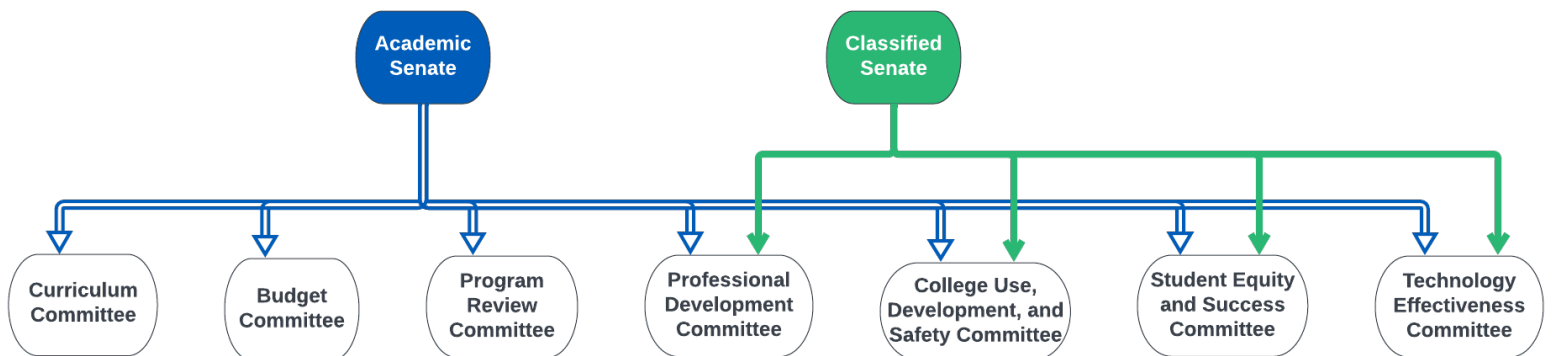 Academic
Senate
Classified
Senate
Curriculum
Committee
Budget
Committee
Program
Review
Committee
Professional
Development
Committee
College Use,
Development, and
Safety Committee
Student Equity
and Success
Committee
Technology
Effectiveness
Committee